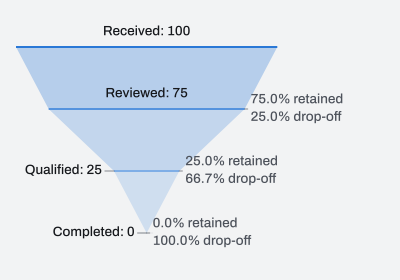 Received: 100
Reviewed: 75
75.0% retained
25.0% drop-off
Qualified: 25
25.0% retained
66.7% drop-off
Completed: 0
0.0% retained
100.0% drop-off